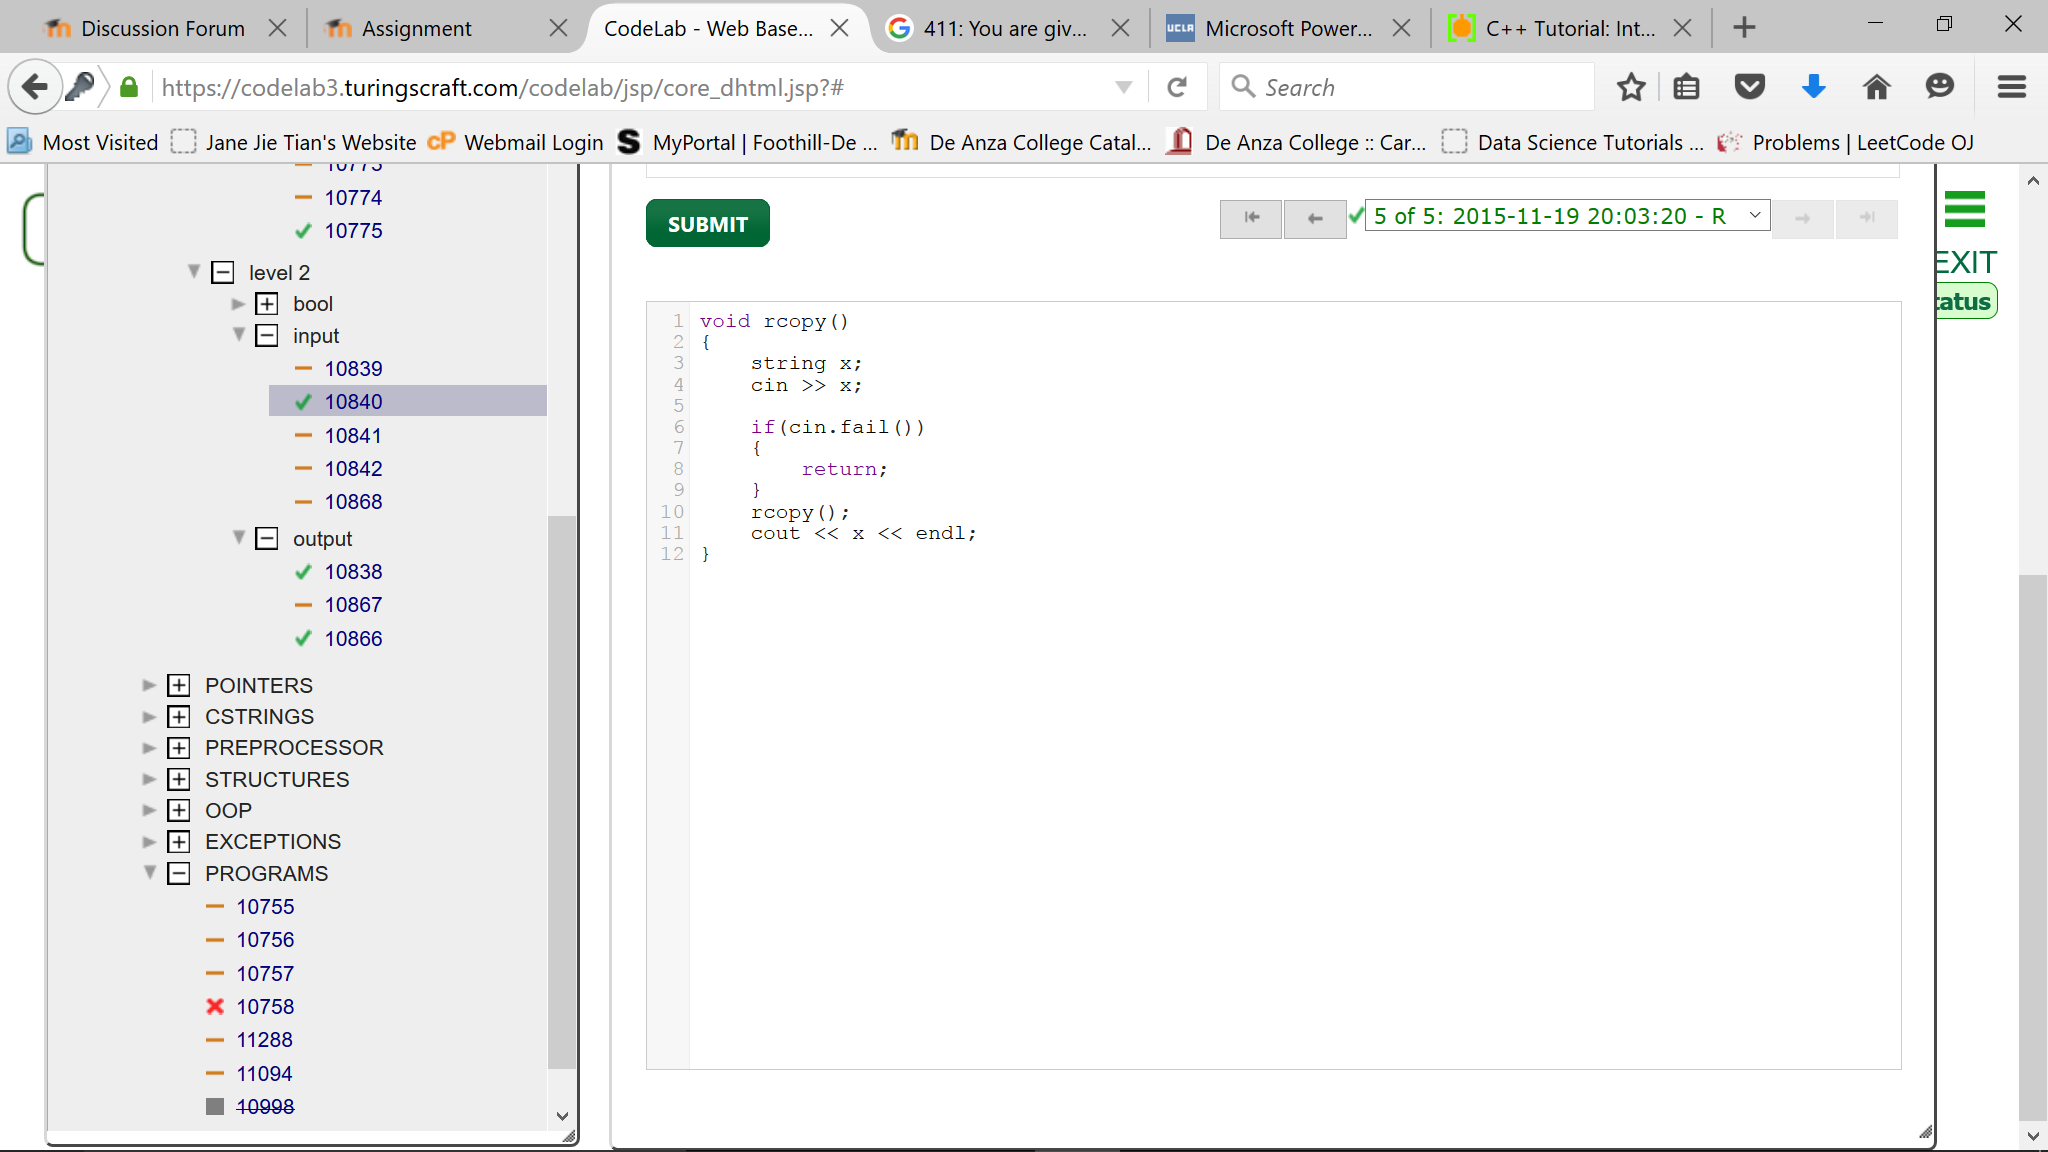 Discussion Forum
Assignment
CodeLab - Web Base...
411: You are giv...
UCLA Microsoft Power...
C++ Tutorial: Int...
https://codelab3.turingscraft.com/codelab/jsp/core_dhtml.jsp?#
Search
Most Visited
Jane Jie Tian's Website
cP Webmail Login
S MyPortal | Foothill-De ...
De Anza College Catal...
De Anza College :: Car...
Data Science Tutorials ...
Problems | LeetCode OJ
10774
10775
level 2
bool
input
10839
10840
10841
10842
10868
output
10838
10867
10866
POINTERS
CSTRINGS
PREPROCESSOR
STRUCTURES
OOP
EXCEPTIONS
PROGRAMS
10755
10756
10757
10758
11288
11094
10998
SUBMIT
5 of 5: 2015-11-19 20:03:20 - R
EXIT
tatus
1 void rcopy()
2 {
3 string x;
4 cin >> x;
5
6 if(cin.fail())
7 {
8 return;
9 }
10 rcopy();
11 cout << x << endl;
12 }